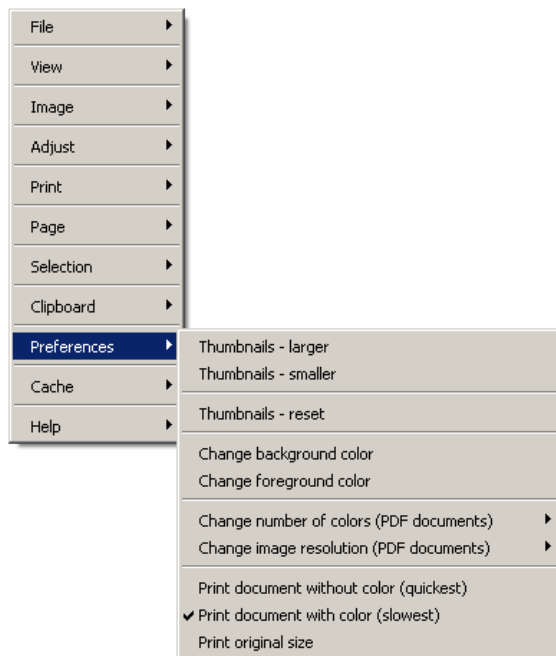 File
View
Image
Adjust
Print
Page
Selection
Clipboard
Preferences
Cache
Help
Thumbnails - larger
Thumbnails - smaller
Thumbnails - reset
Change background color
Change foreground color
Change number of colors (PDF documents)
Change image resolution (PDF documents)
Print document without color (quickest)
Print document with color (slowest)
Print original size